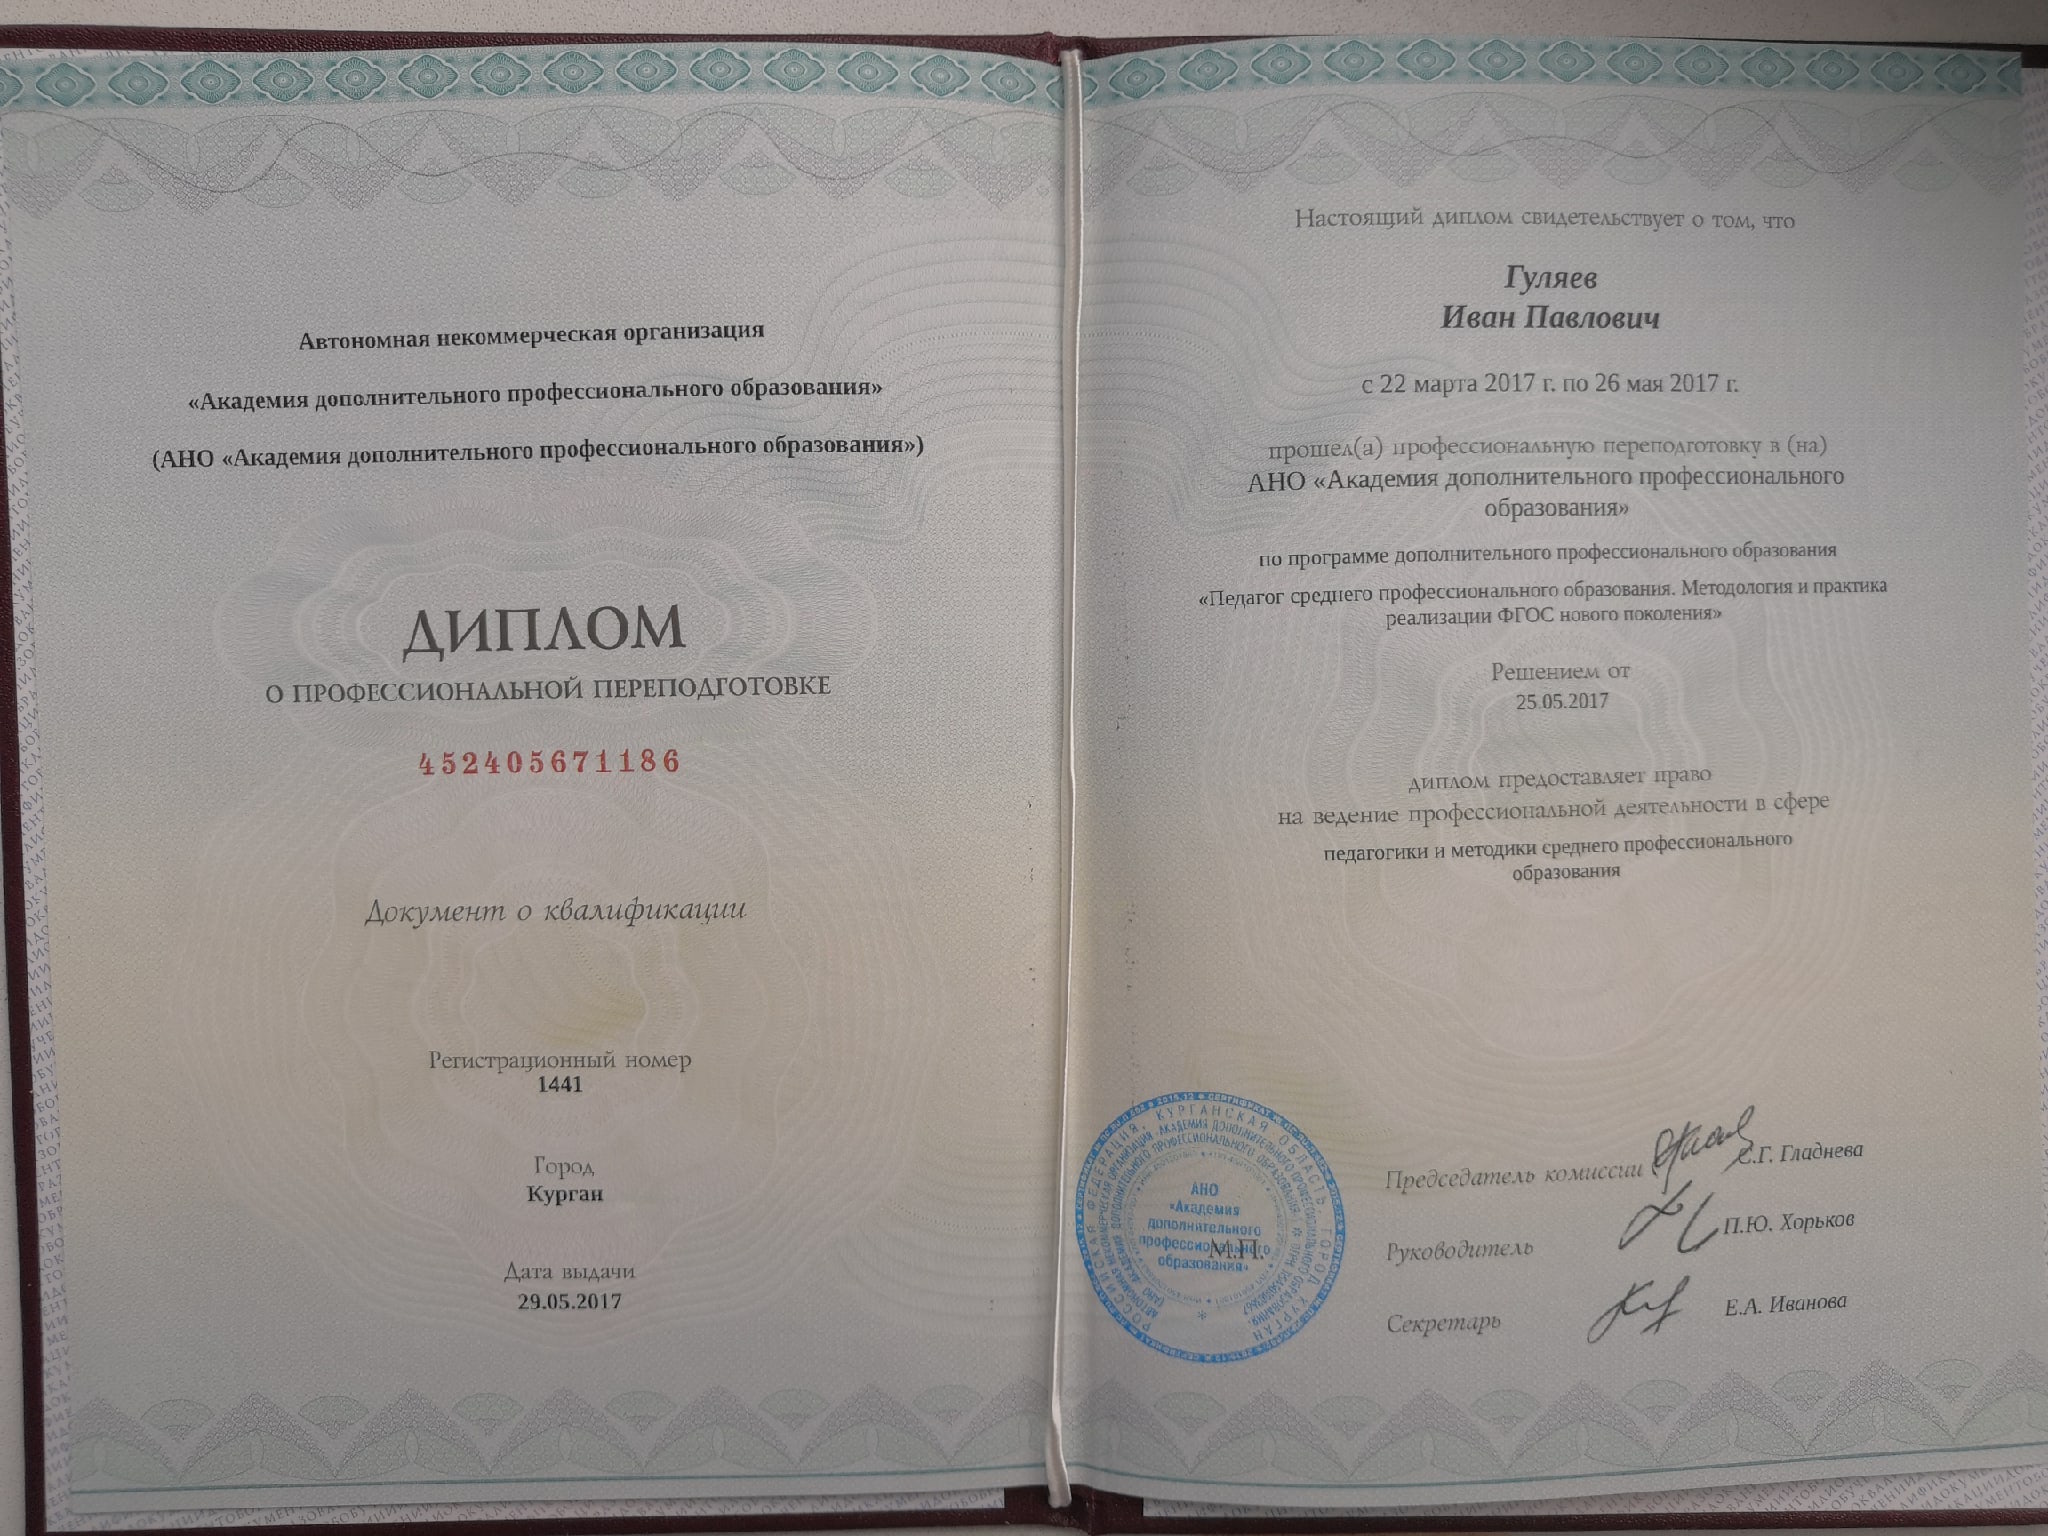 Автономная некоммерческая организация
«Академия дополнительного профессионального образования»
(АНО «Академия дополнительного профессионального образования»)
ДИПЛОМ
О ПРОФЕССИОНАЛЬНОЙ ПЕРЕПОДГОТОВКЕ
452405671186
Документ о квалификации
Регистрационный номер
1441
Город
Курган
Дата выдачи
29.05.2017
Настоящий диплом свидетельствует о том, что
Гуляев
Иван Павлович
с 22 марта 2017 г. по 26 мая 2017 г.
прошел(а) профессиональную переподготовку в (на)
АНО «Академия дополнительного профессионального
образования»
по программе дополнительного профессионального образования
«Педагог среднего профессионального образования. Методология и практика
реализации ФГОС нового поколения»
Решением от
25.05.2017
диплом предоставляет право
на ведение профессиональной деятельности в сфере
педагогики и методики среднего профессионального
образования
РОССИЙСКАЯ ФЕДЕРАЦИЯ, КУРГАНСКАЯ ОБЛАСТЬ, ГОРОД КУРГАН
АНО
«Академия
дополнительного
профессионального
образования»
М.П.
Председатель комиссии С.Г. Гладнева
Руководитель П.Ю. Хорьков
Секретарь Е.А. Иванова